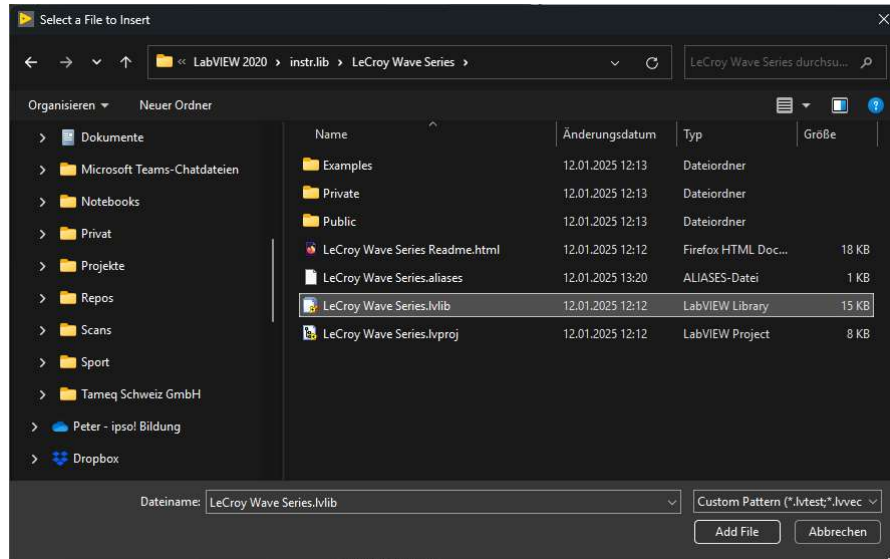 Select a File to Insert
« LabVIEW 2020 › instr.lib › LeCroy Wave Series ›
LeCroy Wave Series durchsu...
Organisieren
Neuer Ordner
Name Änderungsdatum Typ Größe
Dokumente
Microsoft Teams-Chatdateien
Notebooks
Privat
Projekte
Repos
Scans
Sport
Tameq Schweiz GmbH
Peter - ipso! Bildung
Dropbox
Examples 12.01.2025 12:13 Dateiordner
Private 12.01.2025 12:13 Dateiordner
Public 12.01.2025 12:13 Dateiordner
LeCroy Wave Series Readme.html 12.01.2025 12:12 Firefox HTML Doc... 18 KB
LeCroy Wave Series.aliases 12.01.2025 13:20 ALIASES-Datei 1 KB
LeCroy Wave Series.lvlib 12.01.2025 12:12 LabVIEW Library 15 KB
LeCroy Wave Series.lvproj 12.01.2025 12:12 LabVIEW Project 8 KB
Dateiname: LeCroy Wave Series.lvlib
Custom Pattern (*.lvtest;*.lvvec
Add File
Abbrechen